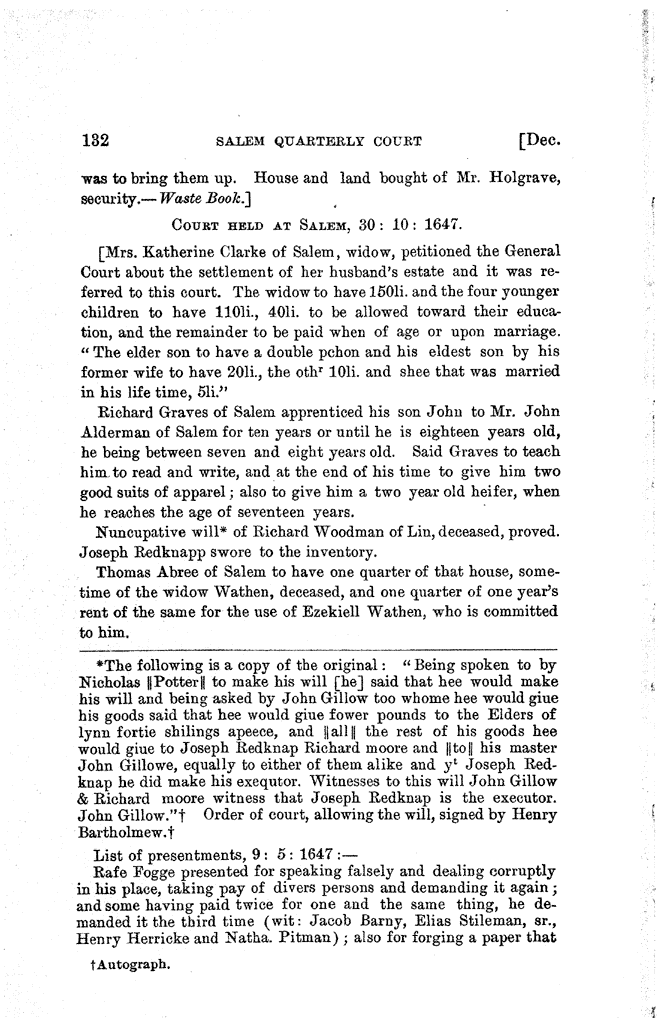 132 SALEM QUARTERLY COURT [Dec.
was to bring them up. House and land bought of Mr. Holgrave,
security.—Waste Book.]
COURT HELD AT SALEM, 30: 10: 1647.
[Mrs. Katherine Clarke of Salem, widow, petitioned the General
Court about the settlement of her husband's estate and it was re-
ferred to this court. The widow to have 150li. and the four younger
children to have 110li., 40li. to be allowed toward their educa-
tion, and the remainder to be paid when of age or upon marriage.
"The elder son to have a double pchon and his eldest son by his
former wife to have 20li., the othʳ 10li. and shee that was married
in his life time, 5li."
Richard Graves of Salem apprenticed his son John to Mr. John
Alderman of Salem for ten years or until he is eighteen years old,
he being between seven and eight years old. Said Graves to teach
him to read and write, and at the end of his time to give him two
good suits of apparel; also to give him a two year old heifer, when
he reaches the age of seventeen years.
Nuncupative will* of Richard Woodman of Lin, deceased, proved.
Joseph Redknapp swore to the inventory.
Thomas Abree of Salem to have one quarter of that house, some-
time of the widow Wathen, deceased, and one quarter of one year's
rent of the same for the use of Ezekiell Wathen, who is committed
to him.
*The following is a copy of the original: "Being spoken to by
Nicholas ‖Potter‖ to make his will [he] said that hee would make
his will and being asked by John Gillow too whome hee would giue
his goods said that hee would giue fower pounds to the Elders of
lynn fortie shilings apeece, and ‖all‖ the rest of his goods hee
would giue to Joseph Redknap Richard moore and ‖to‖ his master
John Gillowe, equally to either of them alike and yᵗ Joseph Red-
knap he did make his exequtor. Witnesses to this will John Gillow
& Richard moore witness that Joseph Redknap is the executor.
John Gillow."† Order of court, allowing the will, signed by Henry
Bartholmew.†
List of presentments, 9: 5: 1647:—
Rafe Fogge presented for speaking falsely and dealing corruptly
in his place, taking pay of divers persons and demanding it again;
and some having paid twice for one and the same thing, he de-
manded it the third time (wit: Jacob Barny, Elias Stileman, sr.,
Henry Herricke and Natha. Pitman); also for forging a paper that
†Autograph.